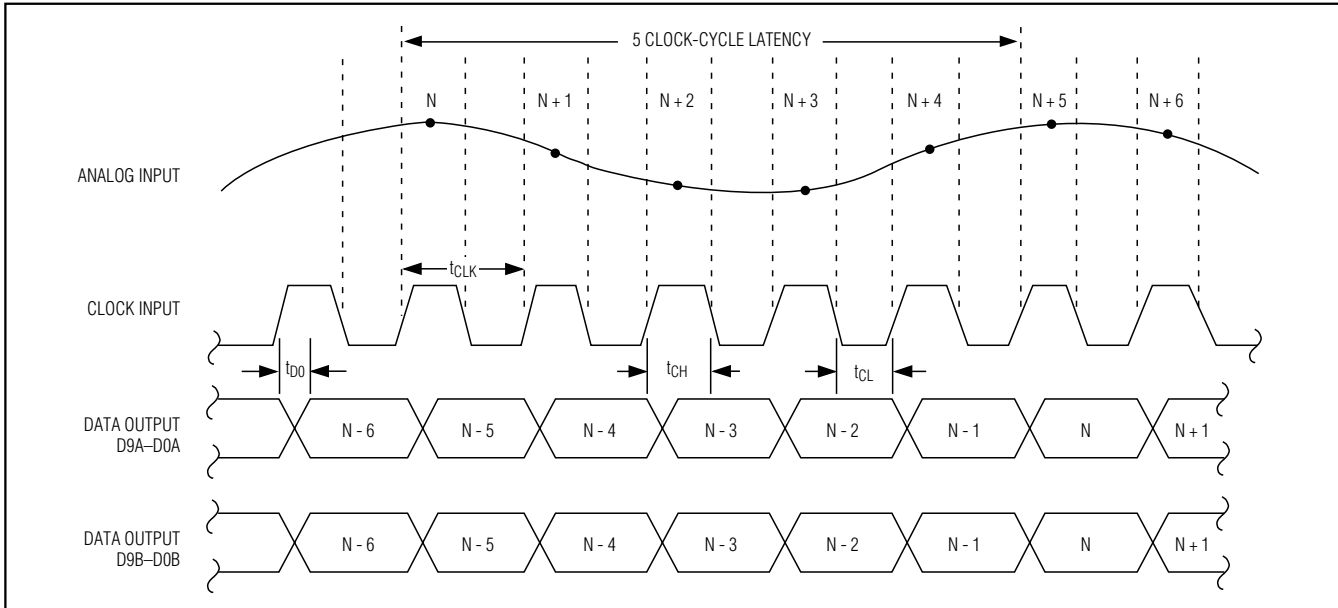 5 CLOCK-CYCLE LATENCY
N N + 1 N + 2 N + 3 N + 4 N + 5 N + 6
ANALOG INPUT
tCLK
CLOCK INPUT
tD0 tCH tCL
DATA OUTPUT
D9A–D0A
N - 6 N - 5 N - 4 N - 3 N - 2 N - 1 N N + 1
DATA OUTPUT
D9B–D0B
N - 6 N - 5 N - 4 N - 3 N - 2 N - 1 N N + 1